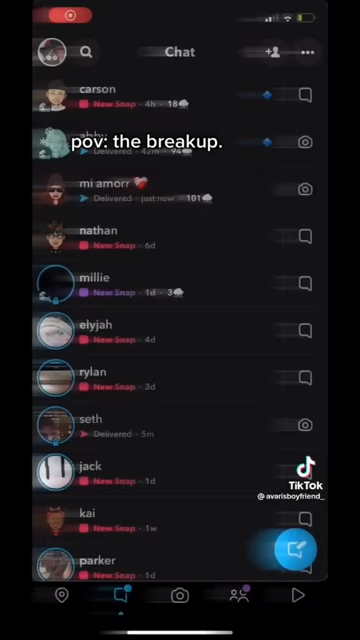 Chat
carson
New Snap · 4h · 18
abby
pov: the breakup.
Delivered · 42m · 94
mi amorr
Delivered · just now · 101
nathan
New Snap · 6d
millie
New Snap · 1d · 3
elyjah
New Snap · 4d
rylan
New Snap · 3d
seth
Delivered · 5m
jack
New Snap · 1d
TikTok
@ avarisboyfriend_
kai
New Snap · 1w
parker
New Snap · 1d